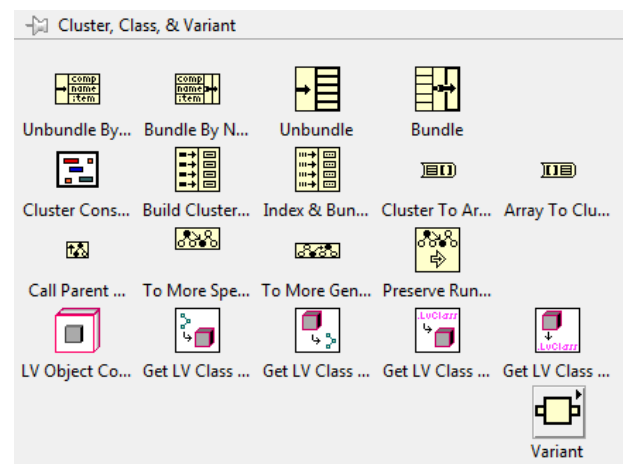 Cluster, Class, & Variant
comp
name
item
comp
name
item
Unbundle By... Bundle By N... Unbundle Bundle
Cluster Cons... Build Cluster... Index & Bun... Cluster To Ar... Array To Clu...
Call Parent ... To More Spe... To More Gen... Preserve Run...
.LvClass
.LvClass
LV Object Co... Get LV Class ... Get LV Class ... Get LV Class ... Get LV Class ...
Variant